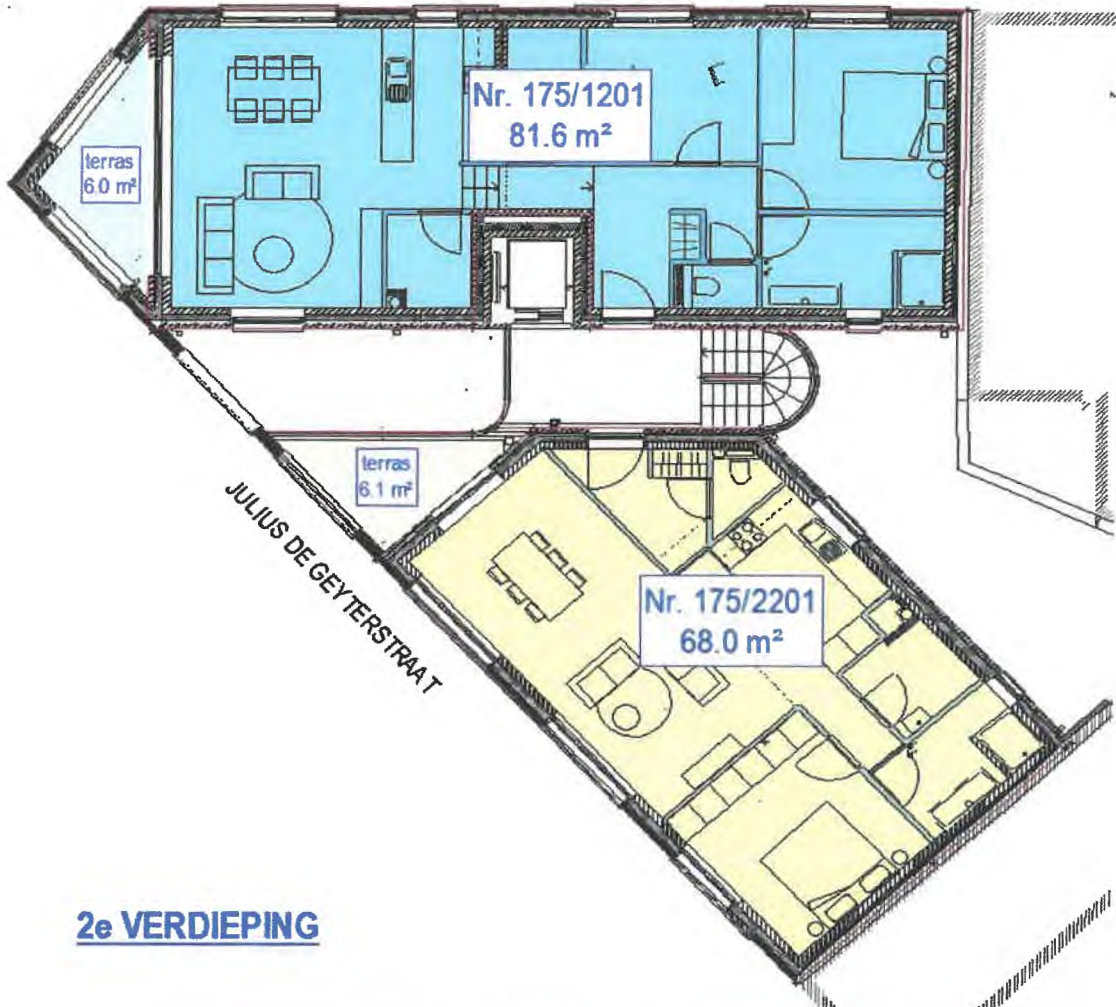 Nr. 175/1201
81.6 m²
terras
6.0 m²
terras
6.1 m²
JULIUS DE GEYTERSTRAAT
Nr. 175/2201
68.0 m²
2e VERDIEPING